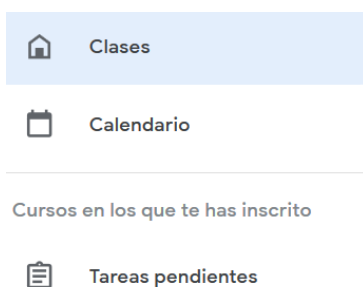 Clases
Calendario
Cursos en los que te has inscrito
Tareas pendientes